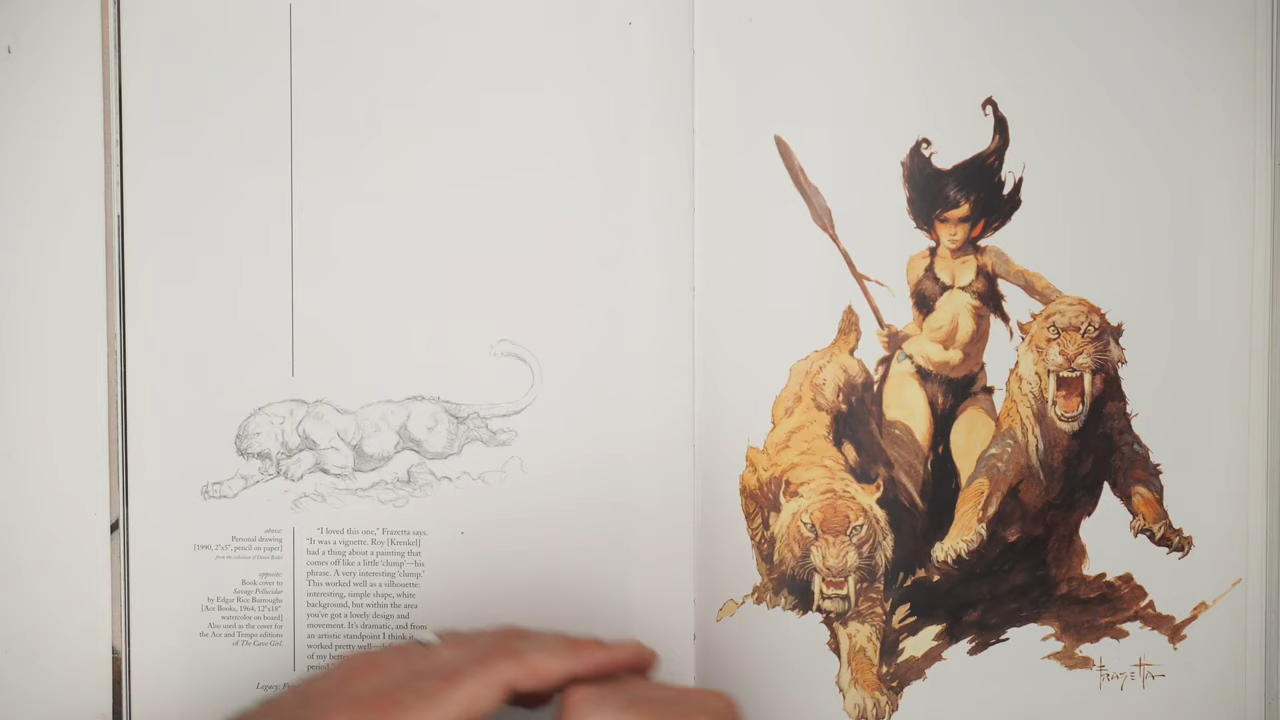 above:
Personal drawing
[1990, 2"x5", pencil on paper]
from the collection of Dawn Bodei
opposite:
Book cover to
Savage Pellucidar
by Edgar Rice Burroughs
[Ace Books, 1964, 12"x18"
watercolor on board]
Also used as the cover for
the Ace and Tempo editions
of The Cave Girl.
"I loved this one," Frazetta says.
"It was a vignette. Roy [Krenkel]
had a thing about a painting that
comes off like a little 'clump'—his
phrase. A very interesting 'clump.'
This worked well as a silhouette:
interesting, simple shape, white
background, but within the area
you've got a lovely design and
movement. It's dramatic, and from
an artistic standpoint I think it
worked pretty
of my
period
Legacy:
FRAZETTA